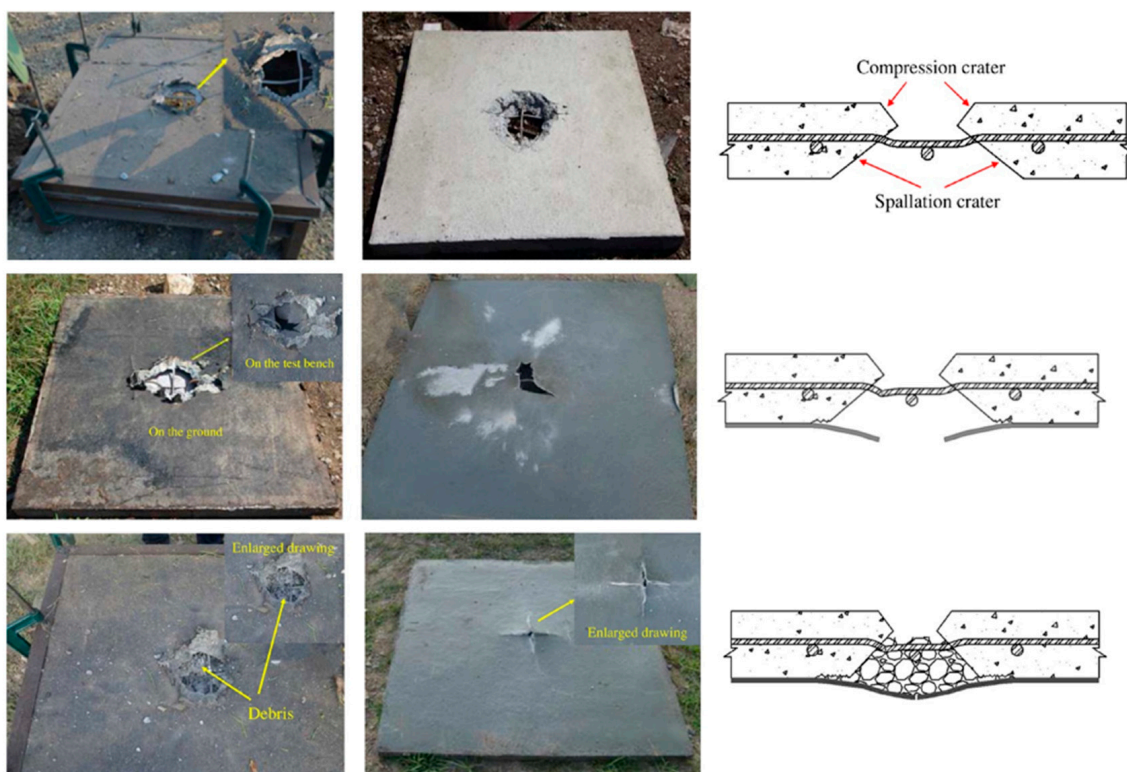 Compression crater
Spallation crater
On the test bench
On the ground
Enlarged drawing
Debris
Enlarged drawing